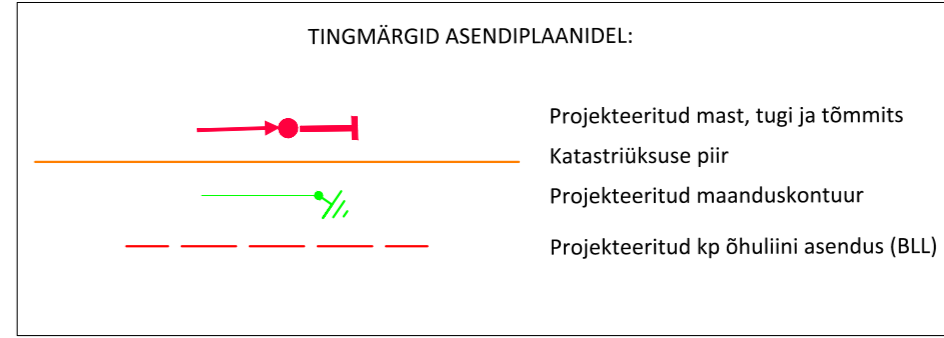 TINGMÄRGID ASENDIPLAANIDEL:
Projekteeritud mast, tugi ja tõmmits
Katastriüksuse piir
Projekteeritud maanduskontuur
Projekteeritud kp õhuliini asendus (BLL)